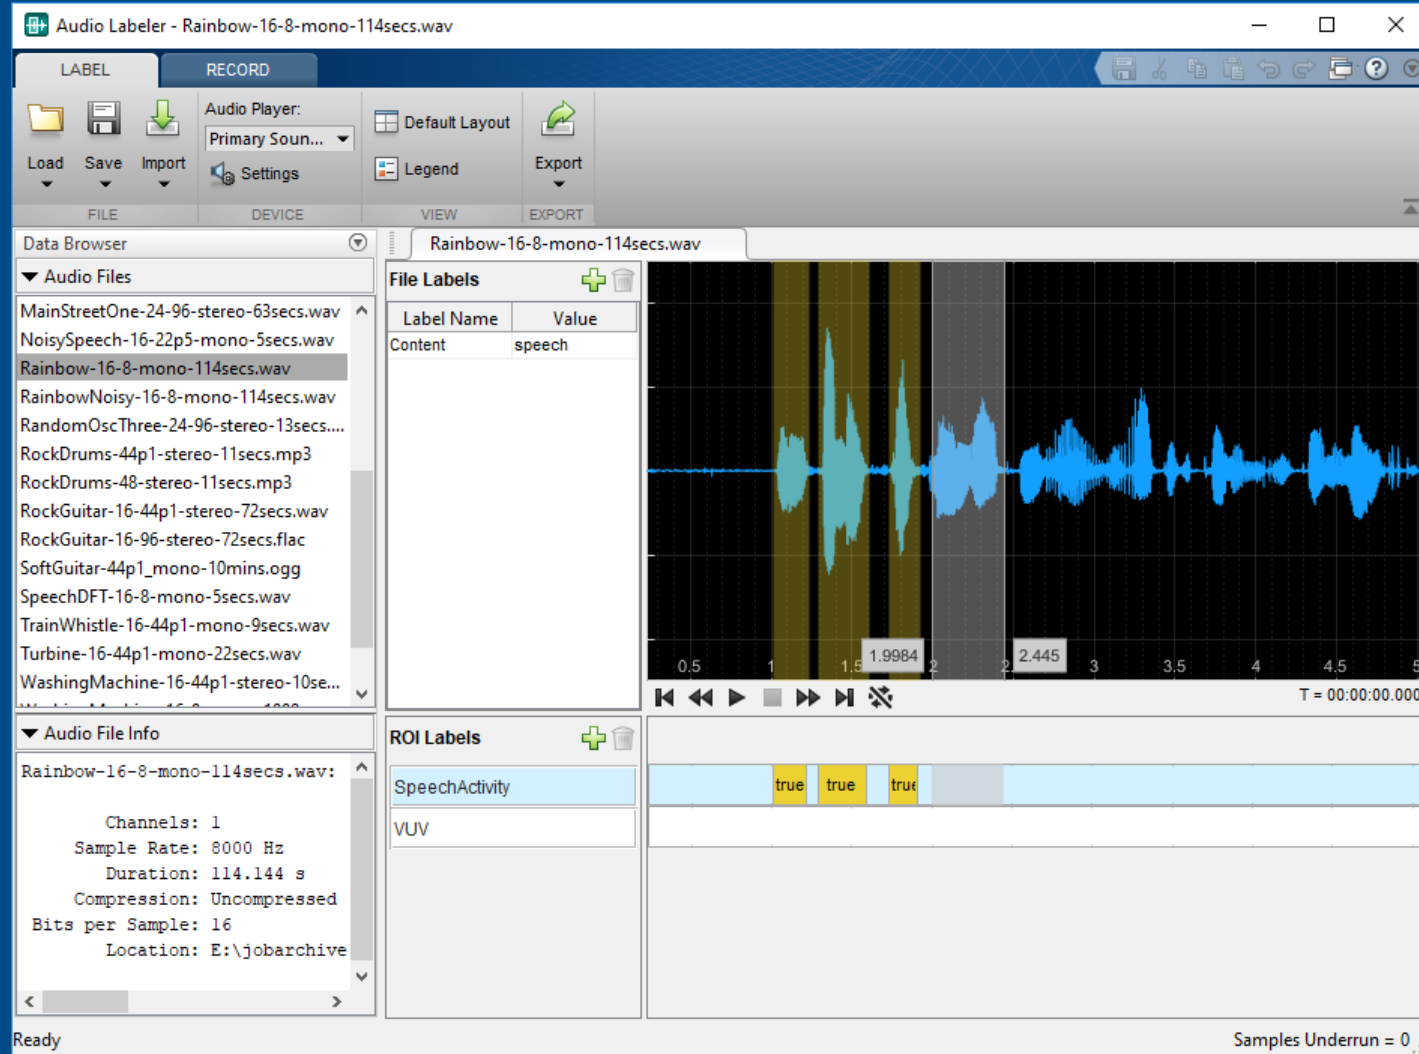 Audio Labeler - Rainbow-16-8-mono-114secs.wav
LABEL
RECORD
Load
Save
Import
FILE
Audio Player:
Primary Soun...
Settings
DEVICE
Default Layout
Legend
VIEW
Export
EXPORT
Data Browser
Audio Files
MainStreetOne-24-96-stereo-63secs.wav
NoisySpeech-16-22p5-mono-5secs.wav
Rainbow-16-8-mono-114secs.wav
RainbowNoisy-16-8-mono-114secs.wav
RandomOscThree-24-96-stereo-13secs....
RockDrums-44p1-stereo-11secs.mp3
RockDrums-48-stereo-11secs.mp3
RockGuitar-16-44p1-stereo-72secs.wav
RockGuitar-16-96-stereo-72secs.flac
SoftGuitar-44p1_mono-10mins.ogg
SpeechDFT-16-8-mono-5secs.wav
TrainWhistle-16-44p1-mono-9secs.wav
Turbine-16-44p1-mono-22secs.wav
WashingMachine-16-44p1-stereo-10se...
Audio File Info
Rainbow-16-8-mono-114secs.wav:
Channels: 1
Sample Rate: 8000 Hz
Duration: 114.144 s
Compression: Uncompressed
Bits per Sample: 16
Location: E:\jobarchive
Rainbow-16-8-mono-114secs.wav
File Labels
Label Name Value
Content speech
1.9984 2.445
0.5 1 1.5 2 2. 3 3.5 4 4.5 5
T = 00:00:00.000
ROI Labels
SpeechActivity
true true true
VUV
Ready
Samples Underrun = 0